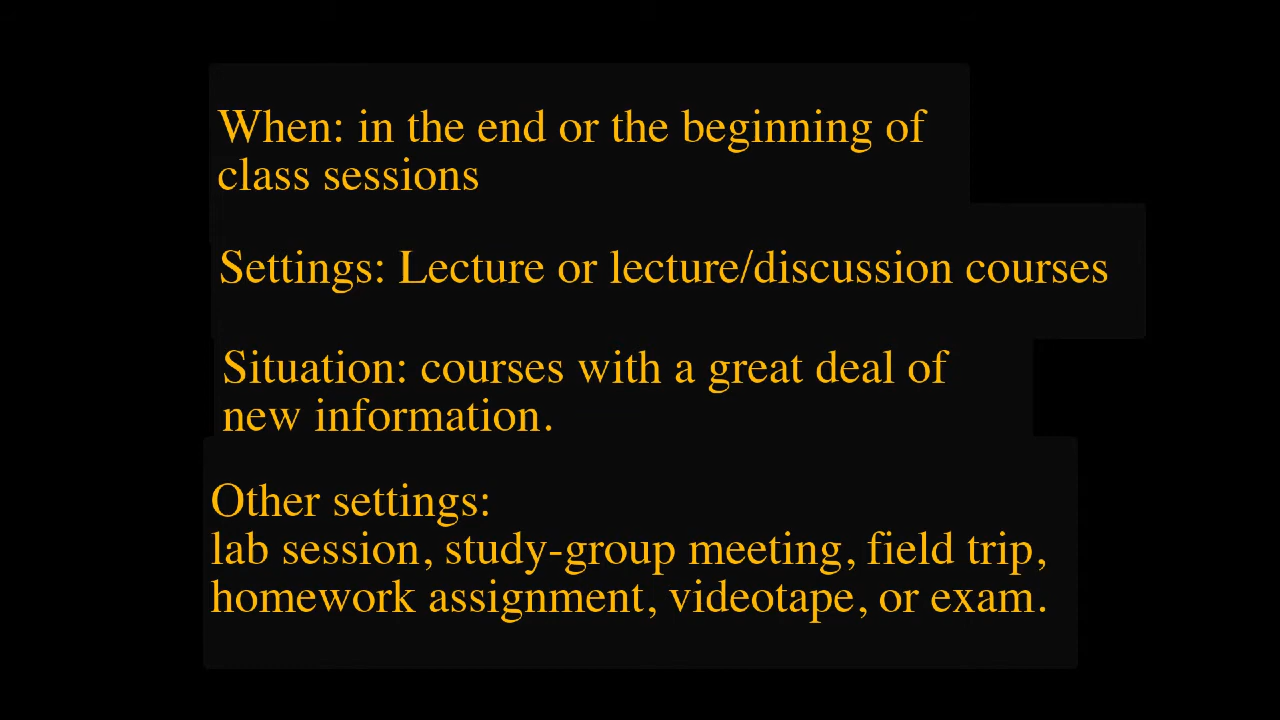 When: in the end or the beginning of
class sessions
Settings: Lecture or lecture/discussion courses
Situation: courses with a great deal of
new information.
Other settings:
lab session, study-group meeting, field trip,
homework assignment, videotape, or exam.